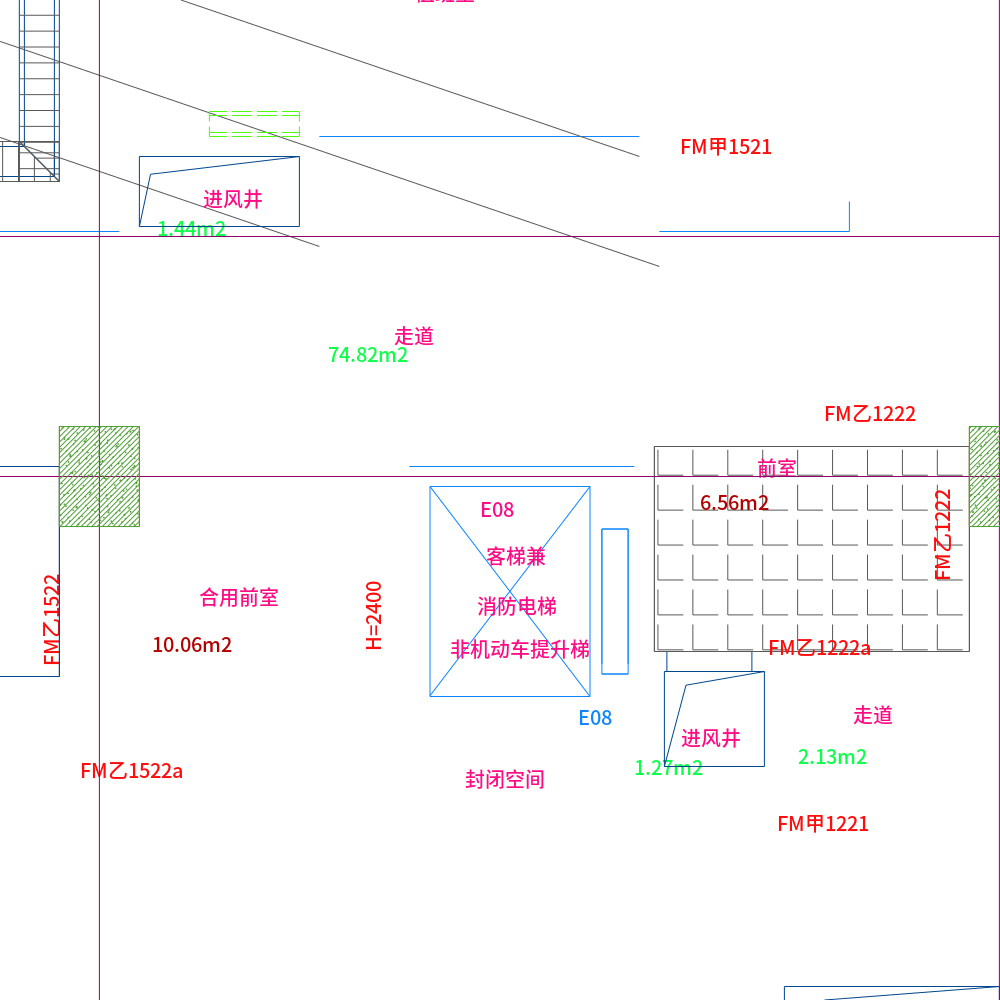 FM甲1521
进风井
1.44m2
走道
74.82m2
FM乙1222
前室
6.56m2
FM乙1222
E08
客梯兼
消防电梯
非机动车提升梯
合用前室
10.06m2
H=2400
FM乙1522
FM乙1222a
E08
走道
2.13m2
进风井
1.27m2
FM乙1522a
封闭空间
FM甲1221